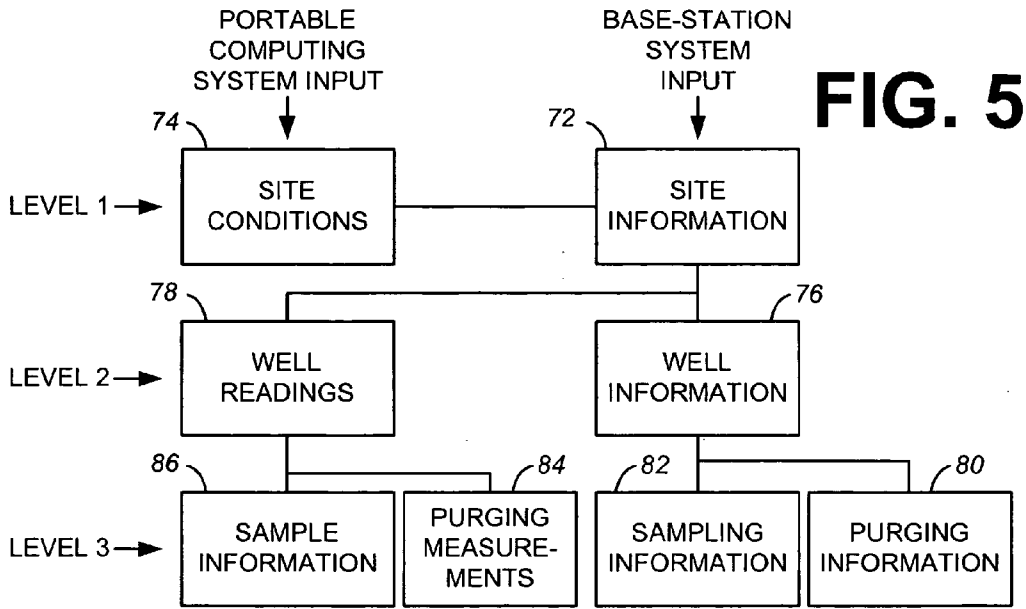 PORTABLE
COMPUTING
SYSTEM INPUT
BASE-STATION
SYSTEM
INPUT
FIG. 5
74
72
LEVEL 1
SITE
CONDITIONS
SITE
INFORMATION
78
76
LEVEL 2
WELL
READINGS
WELL
INFORMATION
86
84
82
80
LEVEL 3
SAMPLE
INFORMATION
PURGING
MEASURE-
MENTS
SAMPLING
INFORMATION
PURGING
INFORMATION